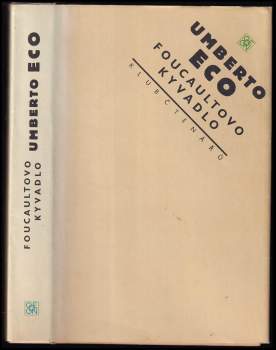 UMBERTO
ECO
FOUCAULTOVO
KYVADLO
KLUB ČTENÁŘŮ
FOUCAULTOVO
KYVADLO
UMBERTO ECO